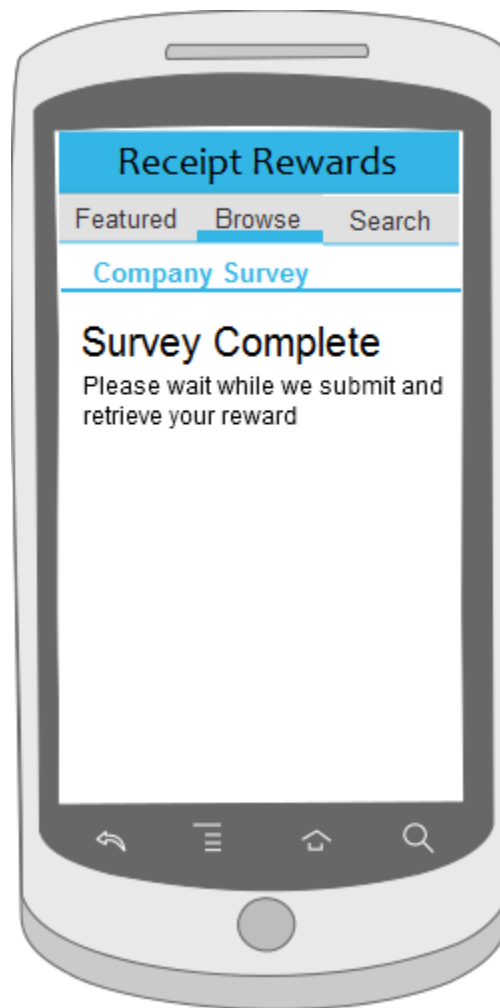 Receipt Rewards
Featured Browse Search
Company Survey
Survey Complete
Please wait while we submit and
retrieve your reward